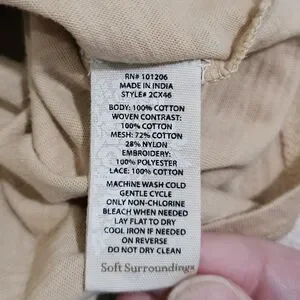 RN# 101206
MADE IN INDIA
STYLE# 2CX46
BODY: 100% COTTON
WOVEN CONTRAST:
100% COTTON
MESH: 72% COTTON
28% NYLON
EMBROIDERY:
100% POLYESTER
LACE: 100% COTTON
MACHINE WASH COLD
GENTLE CYCLE
ONLY NON-CHLORINE
BLEACH WHEN NEEDED
LAY FLAT TO DRY
COOL IRON IF NEEDED
ON REVERSE
DO NOT DRY CLEAN
Soft Surroundings